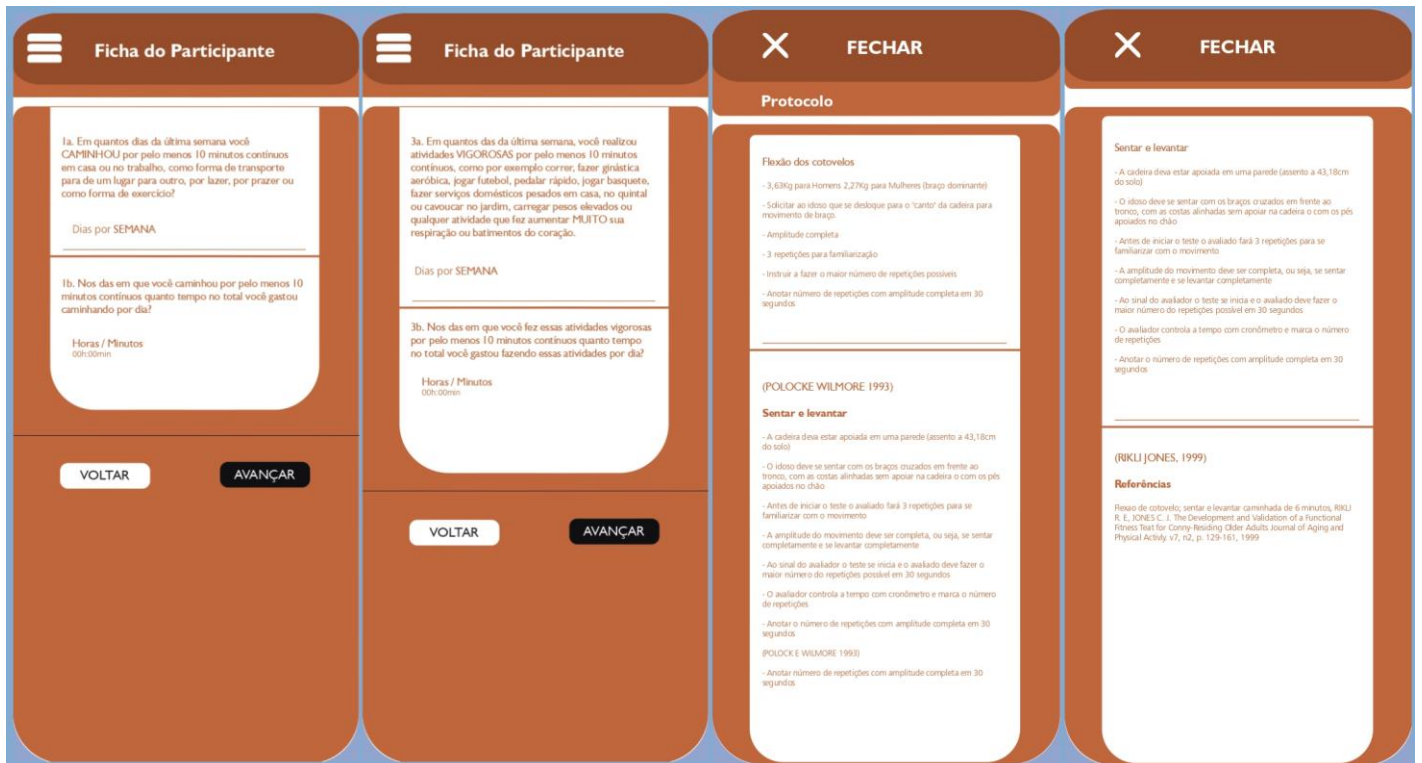 Ficha do Participante
1a. Em quantos dias da última semana você
CAMINHOU por pelo menos 10 minutos contínuos
em casa ou no trabalho, como forma de transporte
para de um lugar para outro, por lazer, por prazer ou
como forma de exercício?
Dias por SEMANA
1b. Nos das em que você caminhou por pelo menos 10
minutos contínuos quanto tempo no total você gastou
caminhando por dia?
Horas / Minutos
00h:00min
VOLTAR
AVANÇAR
Ficha do Participante
3a. Em quantos das da última semana, você realizou
atividades VIGOROSAS por pelo menos 10 minutos
contínuos, como por exemplo correr, fazer ginástica
aeróbica, jogar futebol, pedalar rápido, jogar basquete,
fazer serviços domésticos pesados em casa, no quintal
ou cavoucar no jardim, carregar pesos elevados ou
qualquer atividade que fez aumentar MUITO sua
respiração ou batimentos do coração.
Dias por SEMANA
3b. Nos das em que você fez essas atividades vigorosas
por pelo menos 10 minutos contínuos quanto tempo
no total você gastou fazendo essas atividades por dia?
Horas / Minutos
00h:00min
VOLTAR
AVANÇAR
FECHAR
Protocolo
Flexão dos cotovelos
- 3,63Kg para Homens 2,27Kg para Mulheres (braço dominante)
- Solicitar ao idoso que se desloque para o "canto" da cadeira para
movimento de braço.
- Amplitude completa
- 3 repetições para familiarização
- Instruir a fazer o maior número de repetições possíveis
- Anotar número de repetições com amplitude completa em 30
segundos
(POLOCKE WILMORE 1993)
Sentar e levantar
- A cadeira deva estar apoiada em uma parede (assento a 43,18cm
do solo)
- O idoso deve se sentar com os braços cruzados em frente ao
tronco, com as costas alinhadas sem apoiar na cadeira o com os pés
apoiados no chão
- Antes de iniciar o teste o avaliado fará 3 repetições para se
familiarizar com o movimento
- A amplitude do movimento deve ser completa, ou seja, se sentar
completamente e se levantar completamente
- Ao sinal do avaliador o teste se inicia e o avaliado deve fazer o
maior número do repetições possível em 30 segundos
- O avaliador controla a tempo com cronômetro e marca o número
de repetições
- Anotar o número de repetições com amplitude completa em 30
segundos
(POLOCK E WILMORE 1993)
- Anotar número de repetições com amplitude completa em 30
segundos
FECHAR
Sentar e levantar
- A cadeira deva estar apoiada em uma parede (assento a 43,18cm
do solo)
- O idoso deve se sentar com os braços cruzados em frente ao
tronco, com as costas alinhadas sem apoiar na cadeira o com os pés
apoiados no chão
- Antes de iniciar o teste o avaliado fará 3 repetições para se
familiarizar com o movimento
- A amplitude do movimento deve ser completa, ou seja, se sentar
completamente e se levantar completamente
- Ao sinal do avaliador o teste se inicia e o avaliado deve fazer o
maior número do repetições possível em 30 segundos
- O avaliador controla a tempo com cronômetro e marca o número
de repetições
- Anotar o número de repetições com amplitude completa em 30
segundos
(RIKLI JONES, 1999)
Referências
Flexao de cotovelo; sentar e levantar caminhada de 6 minutos, RIKLI
R. E, JONES C. J. The Development and Validation of a Functional
Fitness Teat for Conny-Residing Older Adults Journal of Aging and
Physical Activly. v7, n2, p. 129-161, 1999